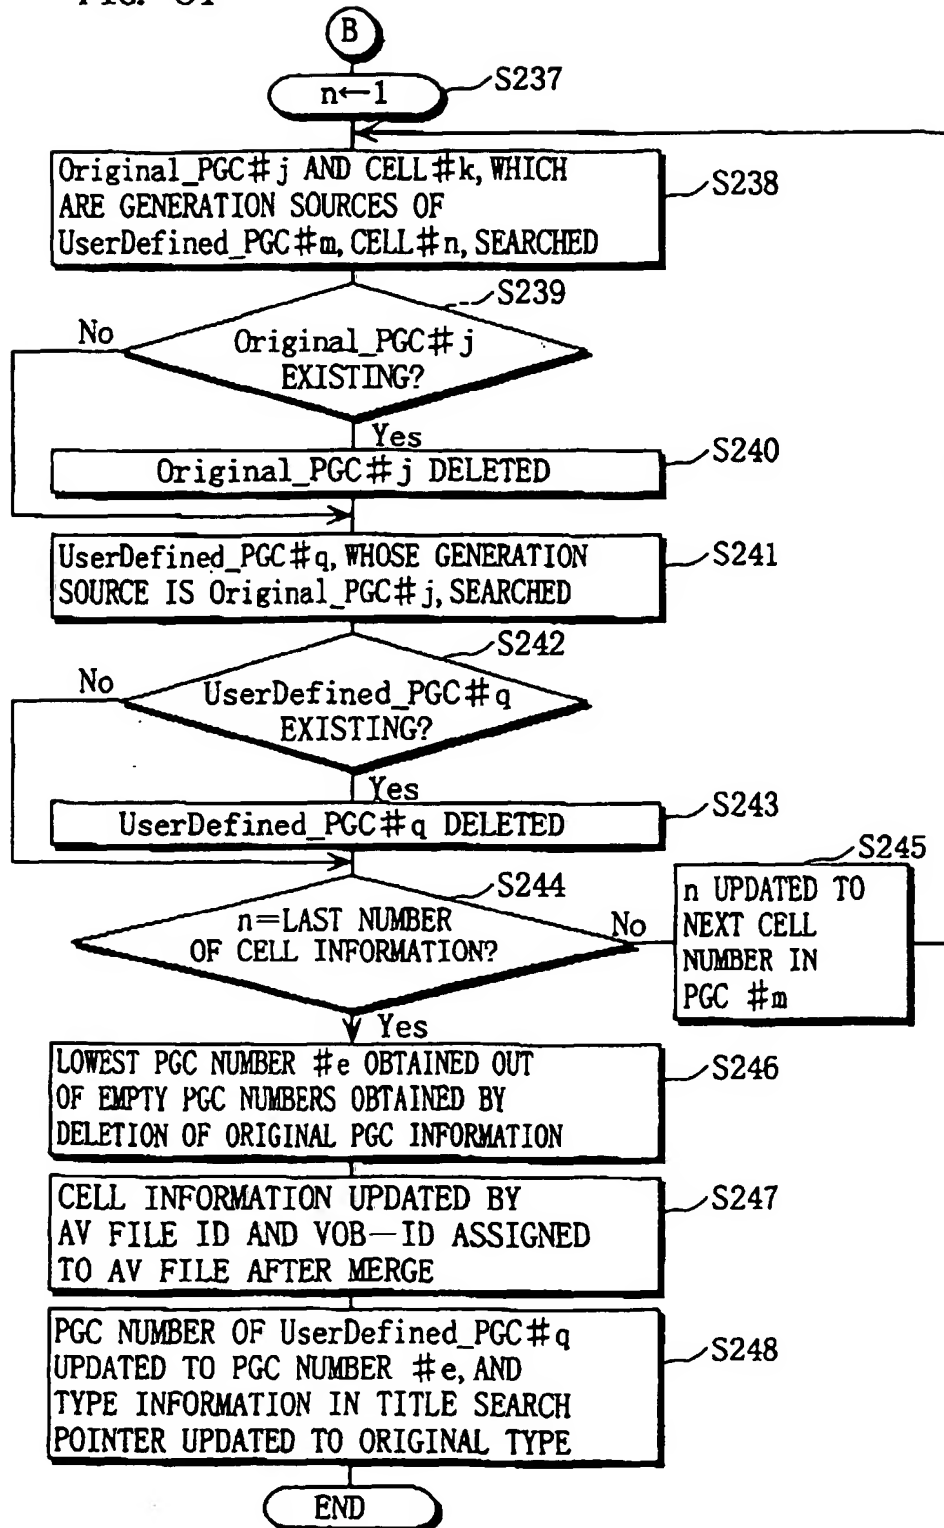 B
n←1
S237
Original_PGC#j AND CELL#k, WHICH
ARE GENERATION SOURCES OF
UserDefined_PGC#m, CELL#n, SEARCHED
S238
S239
No
Original_PGC#j
EXISTING?
Yes
Original_PGC#j DELETED
S240
UserDefined_PGC#q, WHOSE GENERATION
SOURCE IS Original_PGC#j, SEARCHED
S241
S242
No
UserDefined_PGC#q
EXISTING?
Yes
UserDefined_PGC#q DELETED
S243
S244
n=LAST NUMBER
OF CELL INFORMATION?
No
S245
n UPDATED TO
NEXT CELL
NUMBER IN
PGC #m
Yes
LOWEST PGC NUMBER #e OBTAINED OUT
OF EMPTY PGC NUMBERS OBTAINED BY
DELETION OF ORIGINAL PGC INFORMATION
S246
CELL INFORMATION UPDATED BY
AV FILE ID AND VOB-ID ASSIGNED
TO AV FILE AFTER MERGE
S247
PGC NUMBER OF UserDefined_PGC#q
UPDATED TO PGC NUMBER #e, AND
TYPE INFORMATION IN TITLE SEARCH
POINTER UPDATED TO ORIGINAL TYPE
S248
END